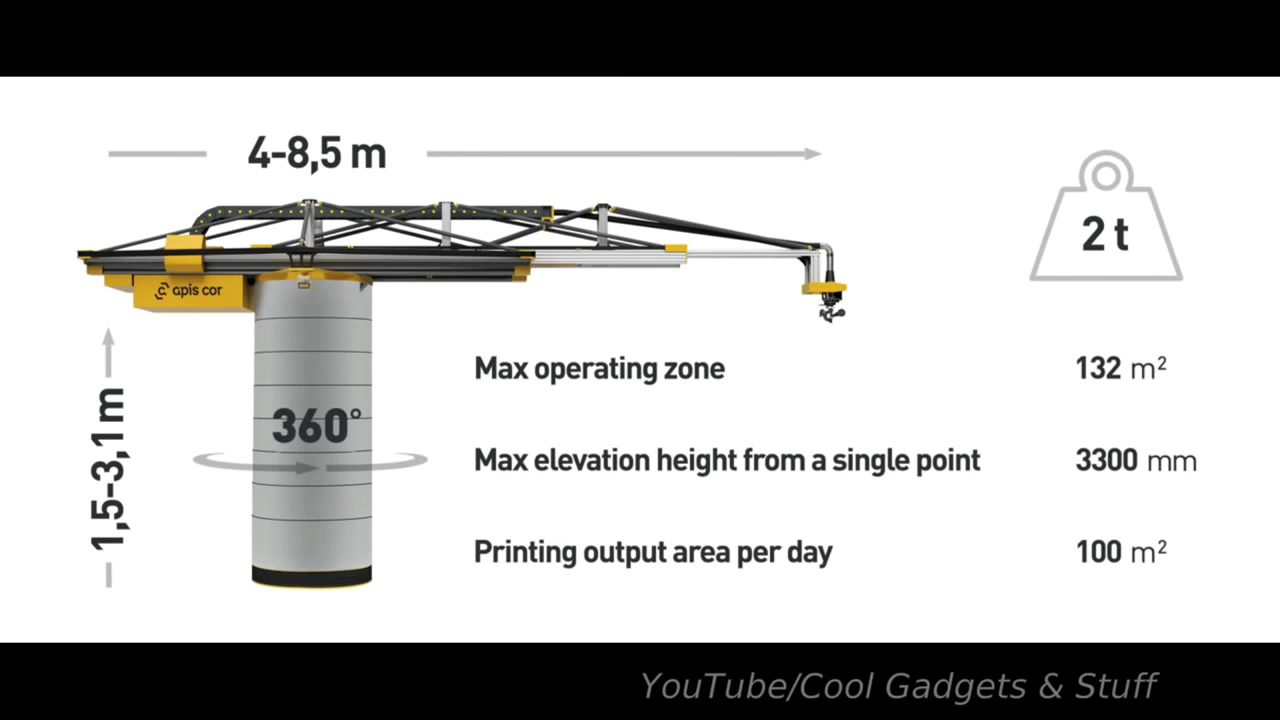 4-8,5 m
2 t
apis cor
1,5-3,1 m
360°
Max operating zone 132 m²
Max elevation height from a single point 3300 mm
Printing output area per day 100 m²
YouTube/Cool Gadgets & Stuff